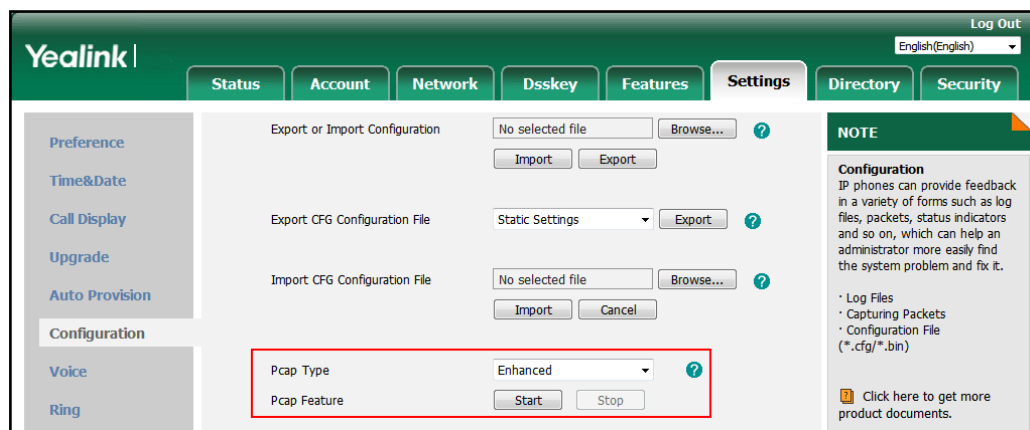 Log Out
Yealink
English(English)
Status Account Network Dsskey Features Settings Directory Security
Preference
Time&Date
Call Display
Upgrade
Auto Provision
Configuration
Voice
Ring
Export or Import Configuration No selected file Browse... ?
Import Export
Export CFG Configuration File Static Settings Export ?
Import CFG Configuration File No selected file Browse... ?
Import Cancel
Pcap Type Enhanced ?
Pcap Feature Start Stop
NOTE
Configuration
IP phones can provide feedback
in a variety of forms such as log
files, packets, status indicators
and so on, which can help an
administrator more easily find
the system problem and fix it.
· Log Files
· Capturing Packets
· Configuration File
(*.cfg/*.bin)
Click here to get more
product documents.